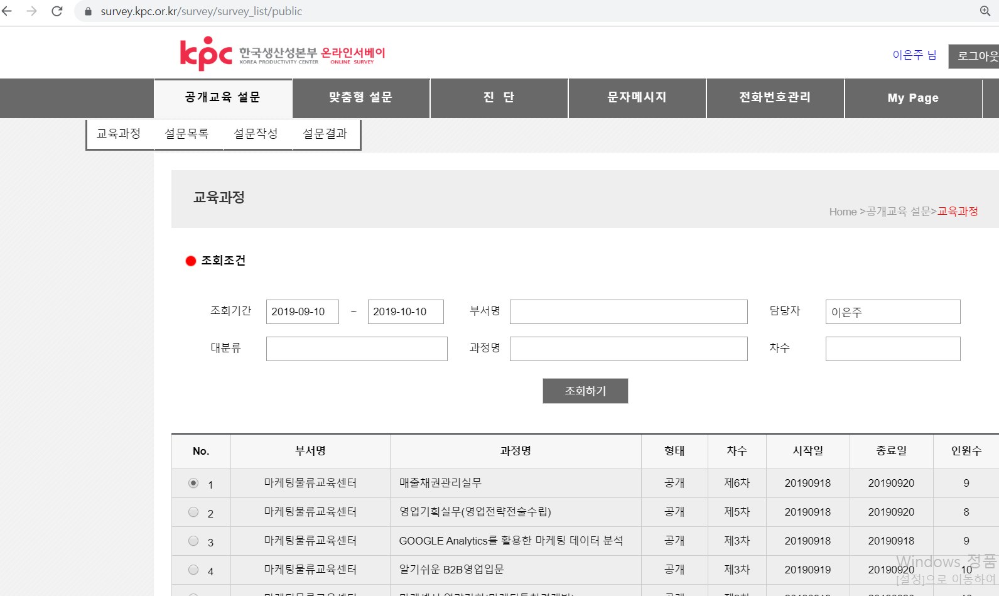 survey.kpc.or.kr/survey/survey_list/public
kpc 한국생산성본부 온라인서베이
KOREA PRODUCTIVITY CENTER ONLINE SURVEY
이은주 님 로그아웃
공개교육 설문 맞춤형 설문 진 단 문자메시지 전화번호관리 My Page
교육과정 설문목록 설문작성 설문결과
교육과정
Home >공개교육 설문>교육과정
조회조건
조회기간 2019-09-10 ~ 2019-10-10 부서명 담당자 이은주
대분류 과정명 차수
조회하기
No. 부서명 과정명 형태 차수 시작일 종료일 인원수
1 마케팅물류교육센터 매출채권관리실무 공개 제6차 20190918 20190920 9
2 마케팅물류교육센터 영업기획실무(영업전략전술수립) 공개 제5차 20190918 20190920 8
3 마케팅물류교육센터 GOOGLE Analytics를 활용한 마케팅 데이터 분석 공개 제3차 20190918 20190918 9
4 마케팅물류교육센터 알기쉬운 B2B영업입문 공개 제3차 20190919 20190920 10
Windows 정품
[설정]으로 이동하여